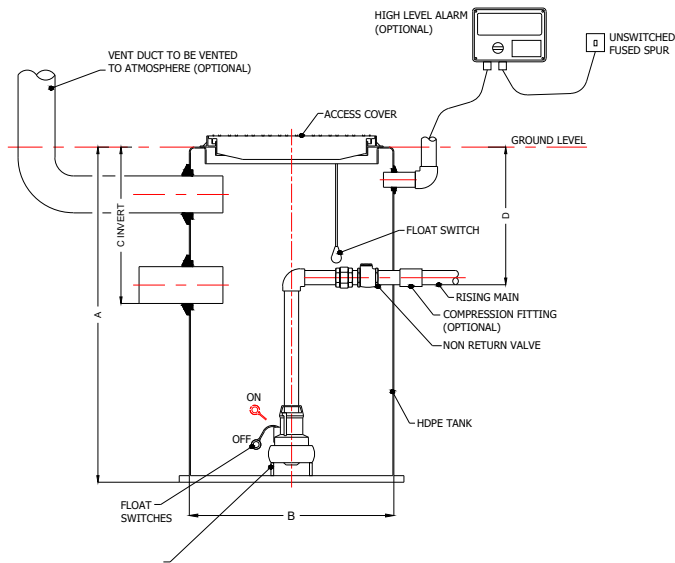 HIGH LEVEL ALARM
(OPTIONAL)
UNSWITCHED
FUSED SPUR
VENT DUCT TO BE VENTED
TO ATMOSPHERE (OPTIONAL)
ACCESS COVER
GROUND LEVEL
C INVERT
D
FLOAT SWITCH
A
RISING MAIN
COMPRESSION FITTING
(OPTIONAL)
NON RETURN VALVE
ON
HDPE TANK
OFF
FLOAT
SWITCHES
B